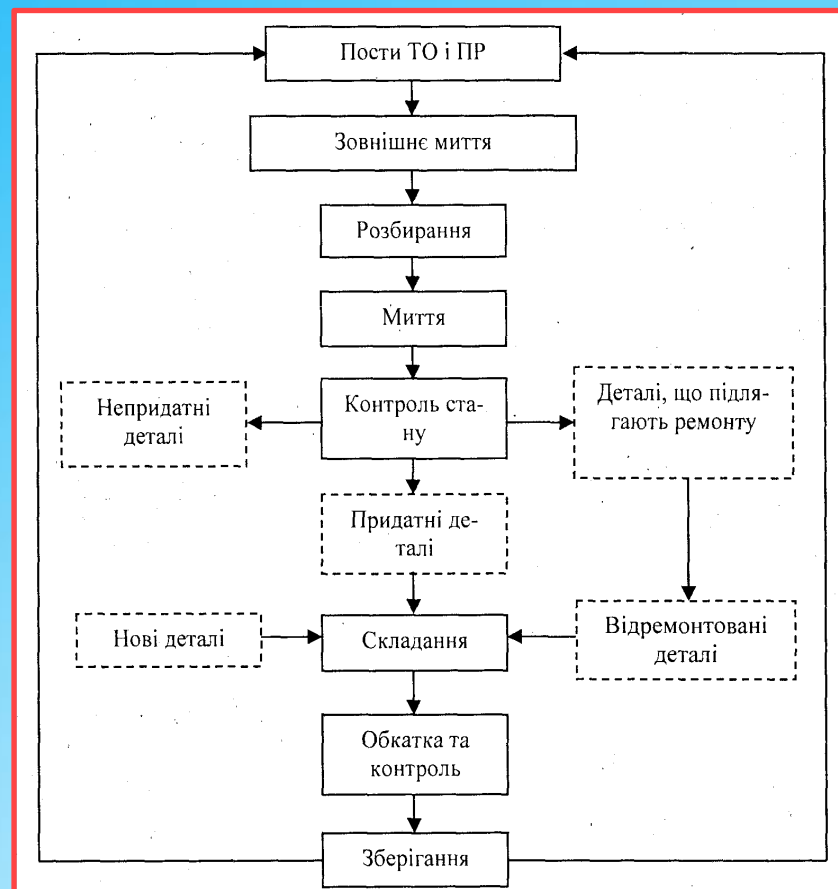 Пости ТО і ПР
Зовнішнє миття
Розбирання
Миття
Непридатні
деталі
Контроль ста-
ну
Деталі, що підля-
гають ремонту
Придатні де-
талі
Нові деталі
Складання
Відремонтовані
деталі
Обкатка та
контроль
Зберігання